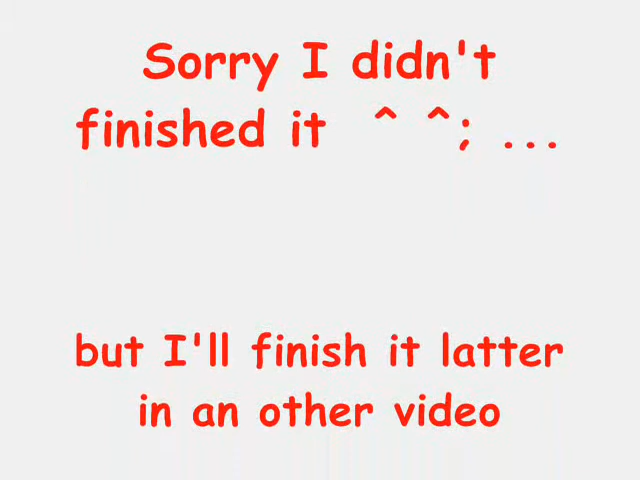 Sorry I didn't
finished it ^ ^; ...
but I'll finish it latter
in an other video